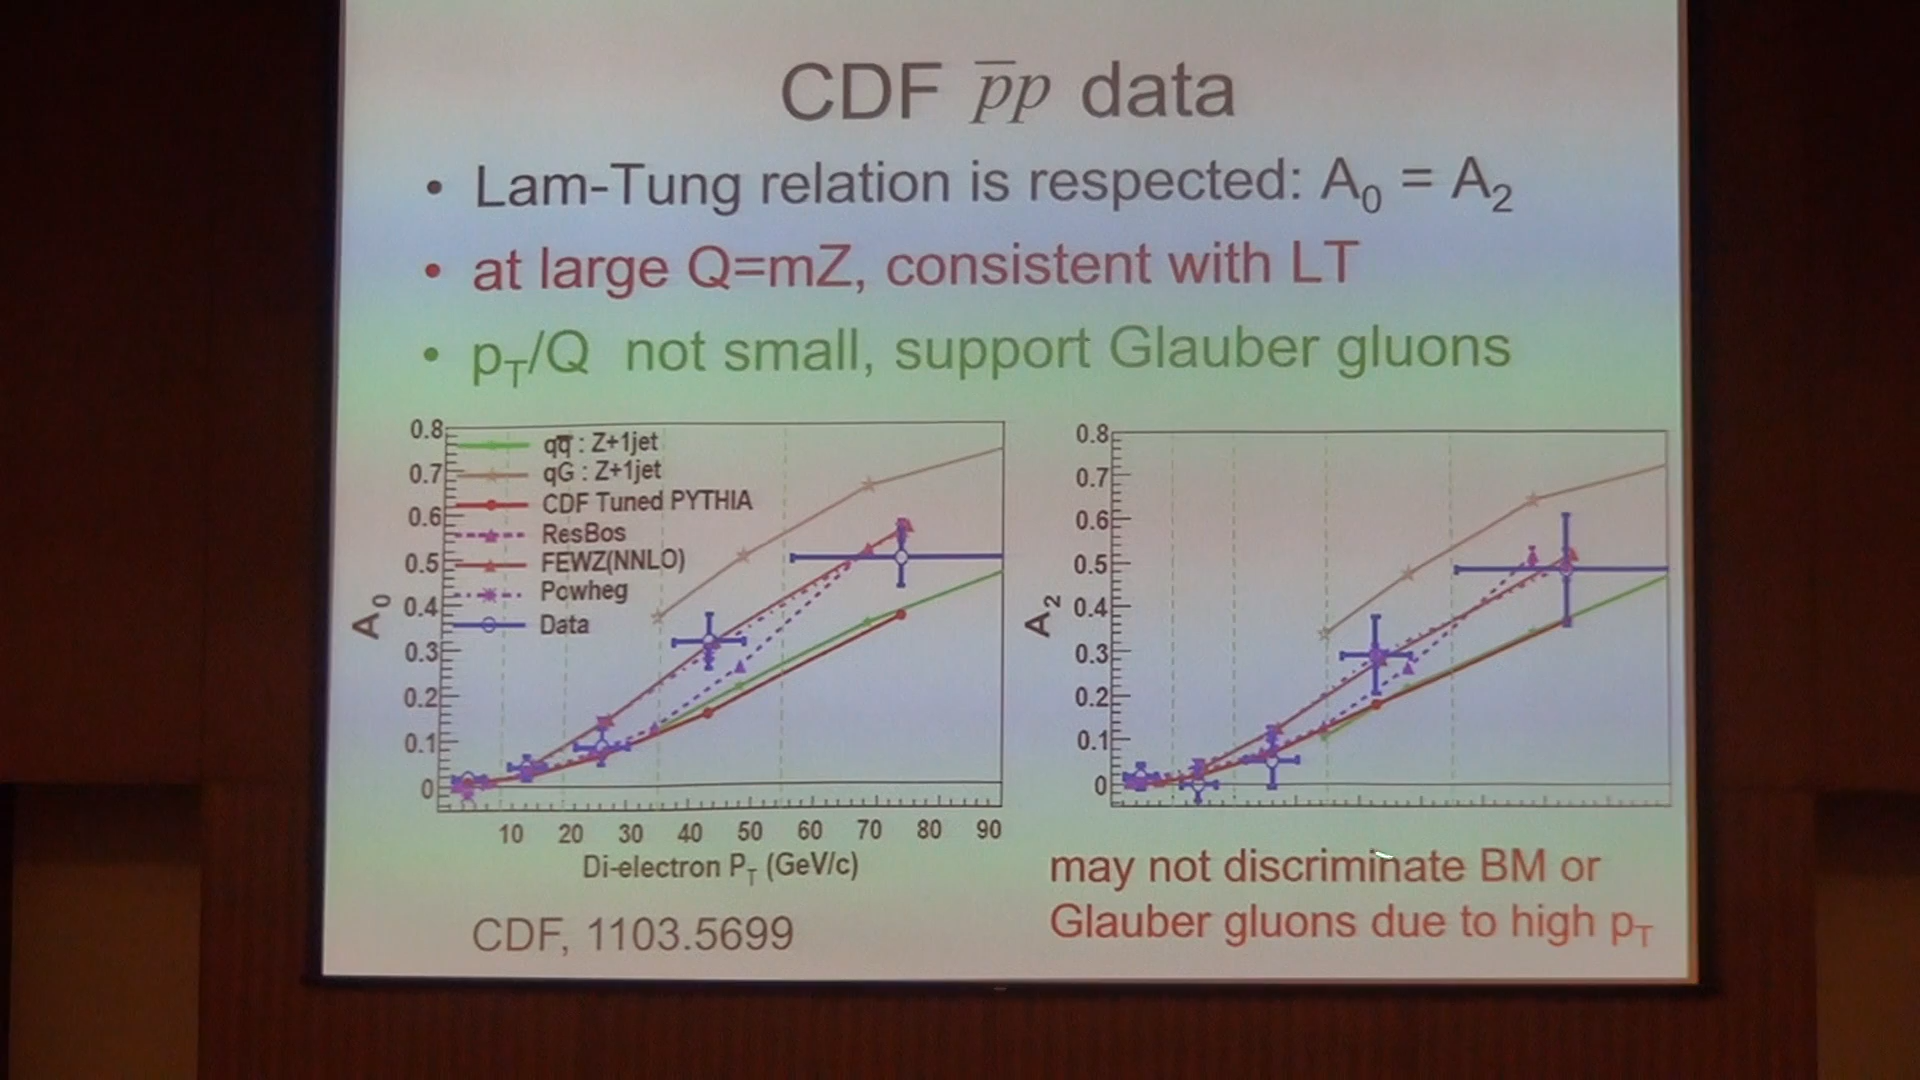 CDF p̅p data
• Lam-Tung relation is respected: A₀ = A₂
• at large Q=mZ, consistent with LT
• p_T/Q not small, support Glauber gluons
0.8
0.7
0.6
0.5
0.4
0.3
0.2
0.1
0
A₀
qq̅ : Z+1jet
qG : Z+1jet
CDF Tuned PYTHIA
ResBos
FEWZ(NNLO)
Powheg
Data
10 20 30 40 50 60 70 80 90
Di-electron P_T (GeV/c)
0.8
0.7
0.6
0.5
0.4
0.3
0.2
0.1
0
A₂
may not discriminate BM or
Glauber gluons due to high p_T
CDF, 1103.5699